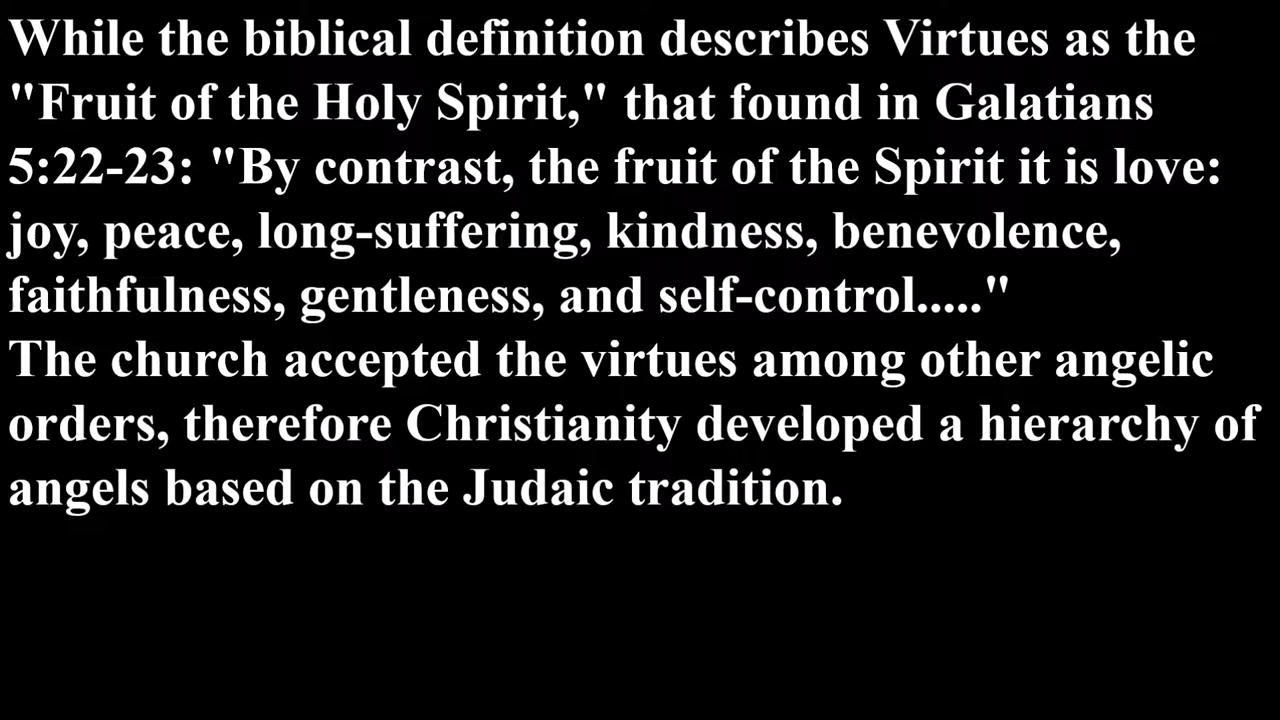 While the biblical definition describes Virtues as the
"Fruit of the Holy Spirit," that found in Galatians
5:22-23: "By contrast, the fruit of the Spirit it is love:
joy, peace, long-suffering, kindness, benevolence,
faithfulness, gentleness, and self-control....."
The church accepted the virtues among other angelic
orders, therefore Christianity developed a hierarchy of
angels based on the Judaic tradition.